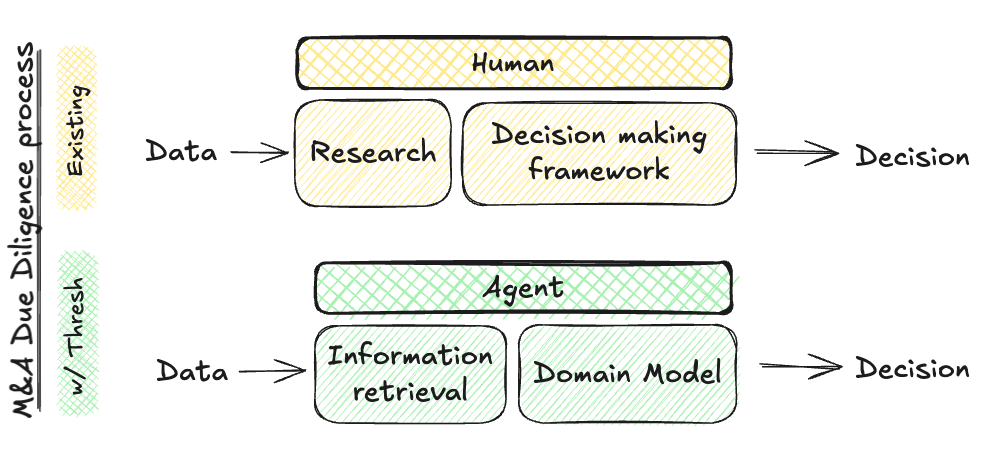 M&A Due Diligence process
Existing
Human
Data
Research
Decision making
framework
Decision
w/ Thresh
Agent
Data
Information
retrieval
Domain Model
Decision